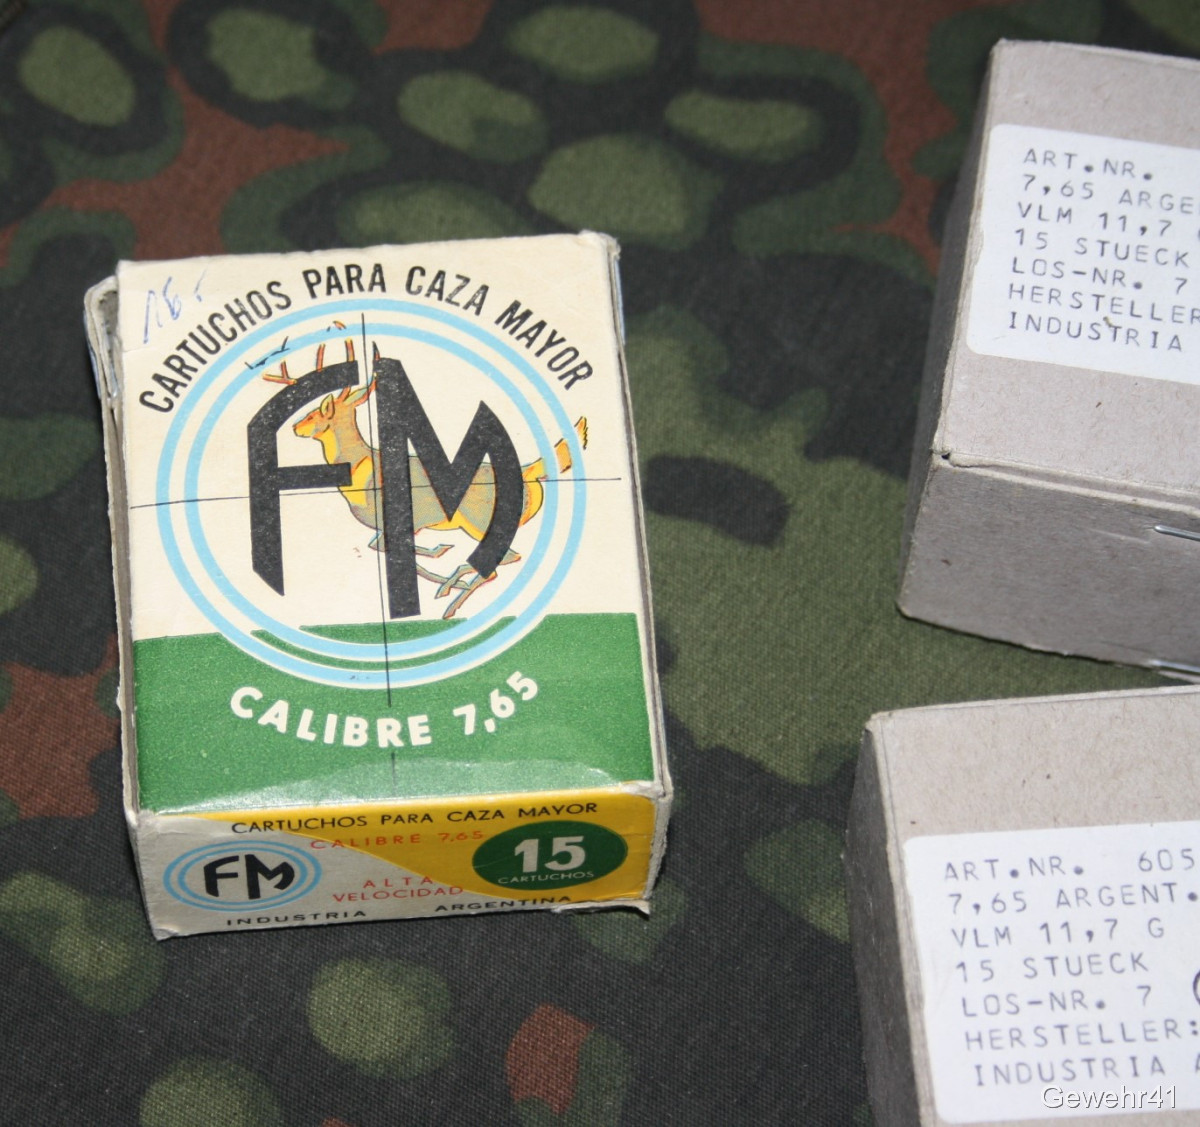 CARTUCHOS PARA CAZA MAYOR
FM
CALIBRE 7,65
CARTUCHOS PARA CAZA MAYOR
CALIBRE 7,65
FM
ALTA
VELOCIDAD
15
CARTUCHOS
INDUSTRIA ARGENTINA
ART.NR.
7,65 ARGE
VLM 11,7
15 STUECK
LOS-NR. 7
HERSTELLER
INDUSTRIA
ART.NR. 605
7,65 ARGENT.
VLM 11,7 G
15 STUECK
LOS-NR. 7
HERSTELLER:
INDUSTRIA A
Gewehr41